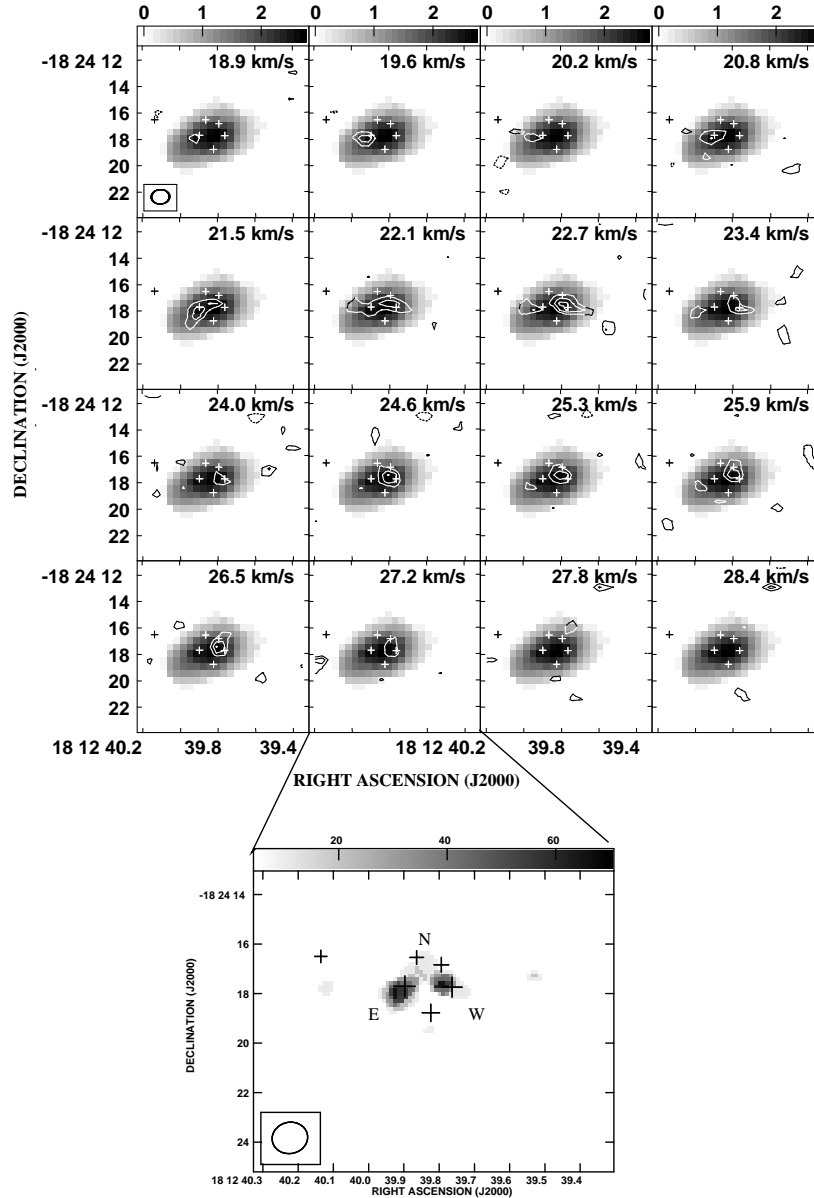 0 1 2 0 1 2 0 1 2 0 1 2
-18 24 12 18.9 km/s 19.6 km/s 20.2 km/s 20.8 km/s
14
16
18
20
22
-18 24 12 21.5 km/s 22.1 km/s 22.7 km/s 23.4 km/s
14
16
18
20
22
DECLINATION (J2000)
-18 24 12 24.0 km/s 24.6 km/s 25.3 km/s 25.9 km/s
14
16
18
20
22
-18 24 12 26.5 km/s 27.2 km/s 27.8 km/s 28.4 km/s
14
16
18
20
22
18 12 40.2 39.8 39.4 18 12 40.2 39.8 39.4
RIGHT ASCENSION (J2000)
20 40 60
-18 24 14
N
16
18
E W
DECLINATION (J2000)
20
22
24
18 12 40.3 40.2 40.1 40.0 39.9 39.8 39.7 39.6 39.5 39.4
RIGHT ASCENSION (J2000)